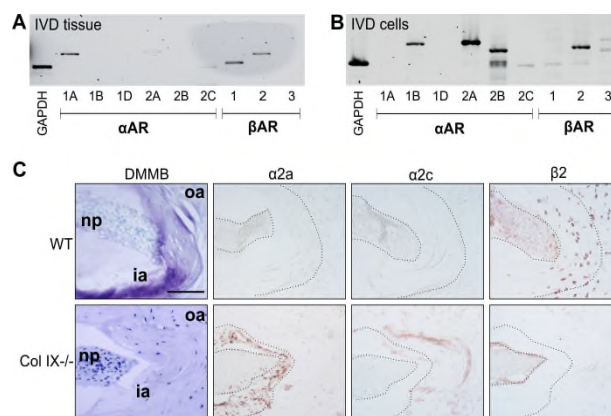 A IVD tissue
GAPDH 1A 1B 1D 2A 2B 2C 1 2 3
αAR βAR
B IVD cells
GAPDH 1A 1B 1D 2A 2B 2C 1 2 3
αAR βAR
C DMMB α2a α2c β2
WT np oa ia
Col IX-/- np oa ia